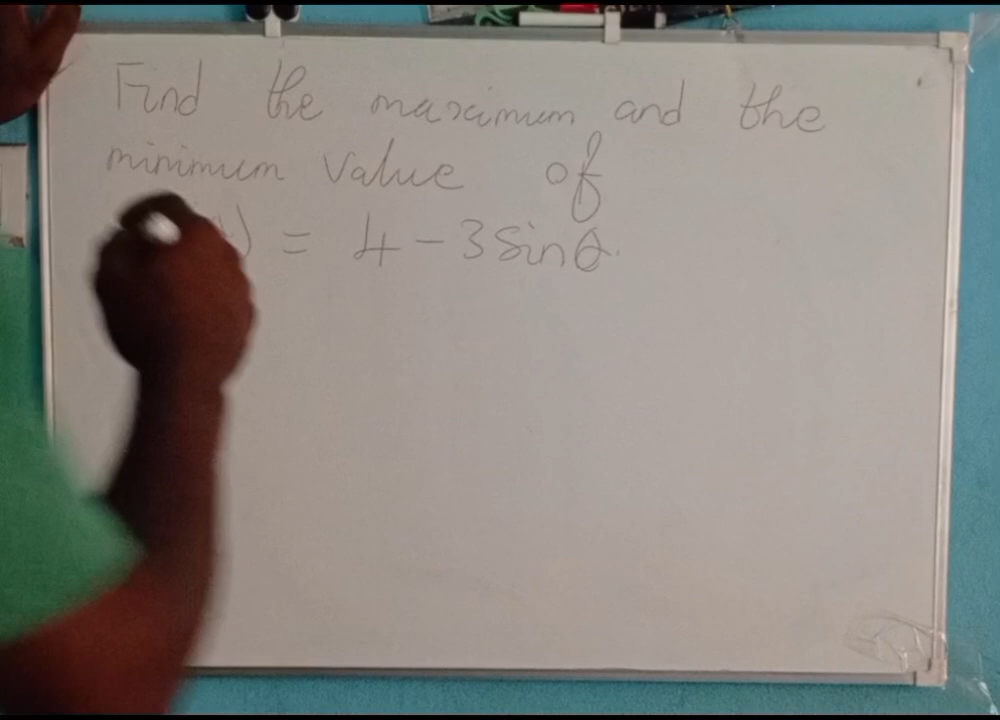 Find the maximum and the
minimum value of
) = 4 - 3 sin θ.